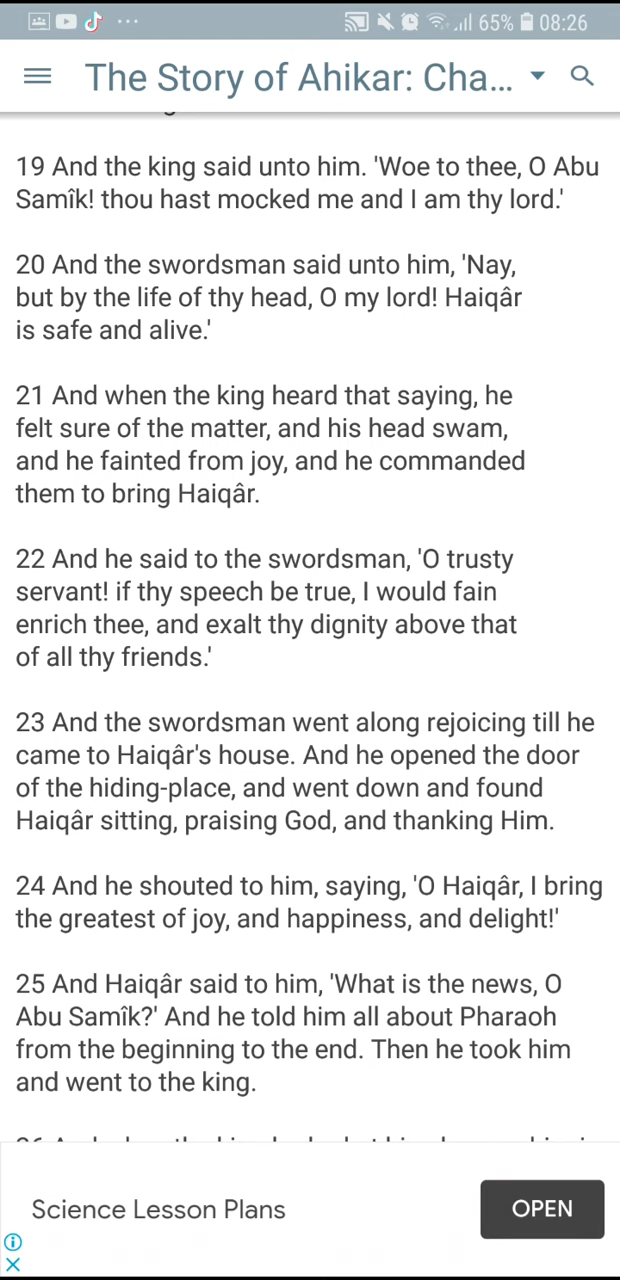 65% 08:26
The Story of Ahikar: Cha...
19 And the king said unto him. 'Woe to thee, O Abu
Samîk! thou hast mocked me and I am thy lord.'
20 And the swordsman said unto him, 'Nay,
but by the life of thy head, O my lord! Haiqâr
is safe and alive.'
21 And when the king heard that saying, he
felt sure of the matter, and his head swam,
and he fainted from joy, and he commanded
them to bring Haiqâr.
22 And he said to the swordsman, 'O trusty
servant! if thy speech be true, I would fain
enrich thee, and exalt thy dignity above that
of all thy friends.'
23 And the swordsman went along rejoicing till he
came to Haiqâr's house. And he opened the door
of the hiding-place, and went down and found
Haiqâr sitting, praising God, and thanking Him.
24 And he shouted to him, saying, 'O Haiqâr, I bring
the greatest of joy, and happiness, and delight!'
25 And Haiqâr said to him, 'What is the news, O
Abu Samîk?' And he told him all about Pharaoh
from the beginning to the end. Then he took him
and went to the king.
Science Lesson Plans
OPEN